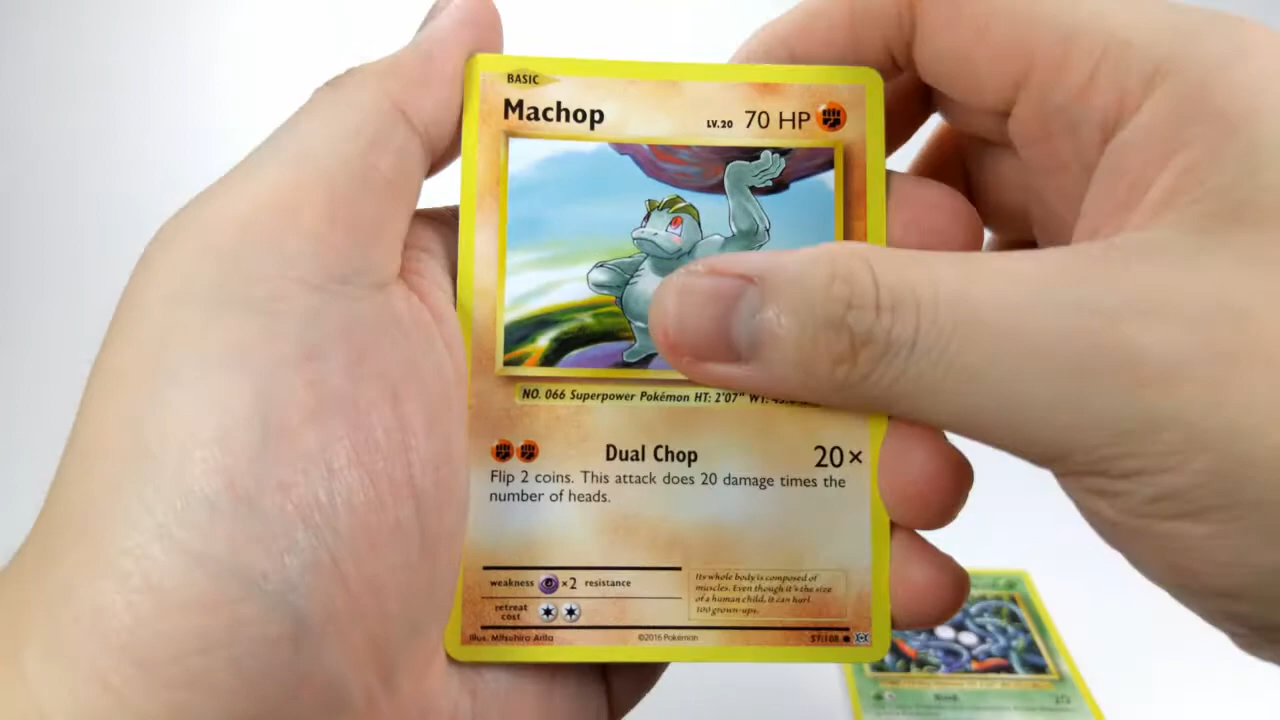 BASIC
Machop LV.20 70 HP
NO. 066 Superpower Pokémon HT: 2'07" WT:
Dual Chop 20×
Flip 2 coins. This attack does 20 damage times the
number of heads.
weakness ×2 resistance
retreat
cost
Its whole body is composed of
muscles. Even though it's the size
of a human child, it can hurl
100 grown-ups.
Illus. Mitsuhiro Arita ©2016 Pokémon 57/108